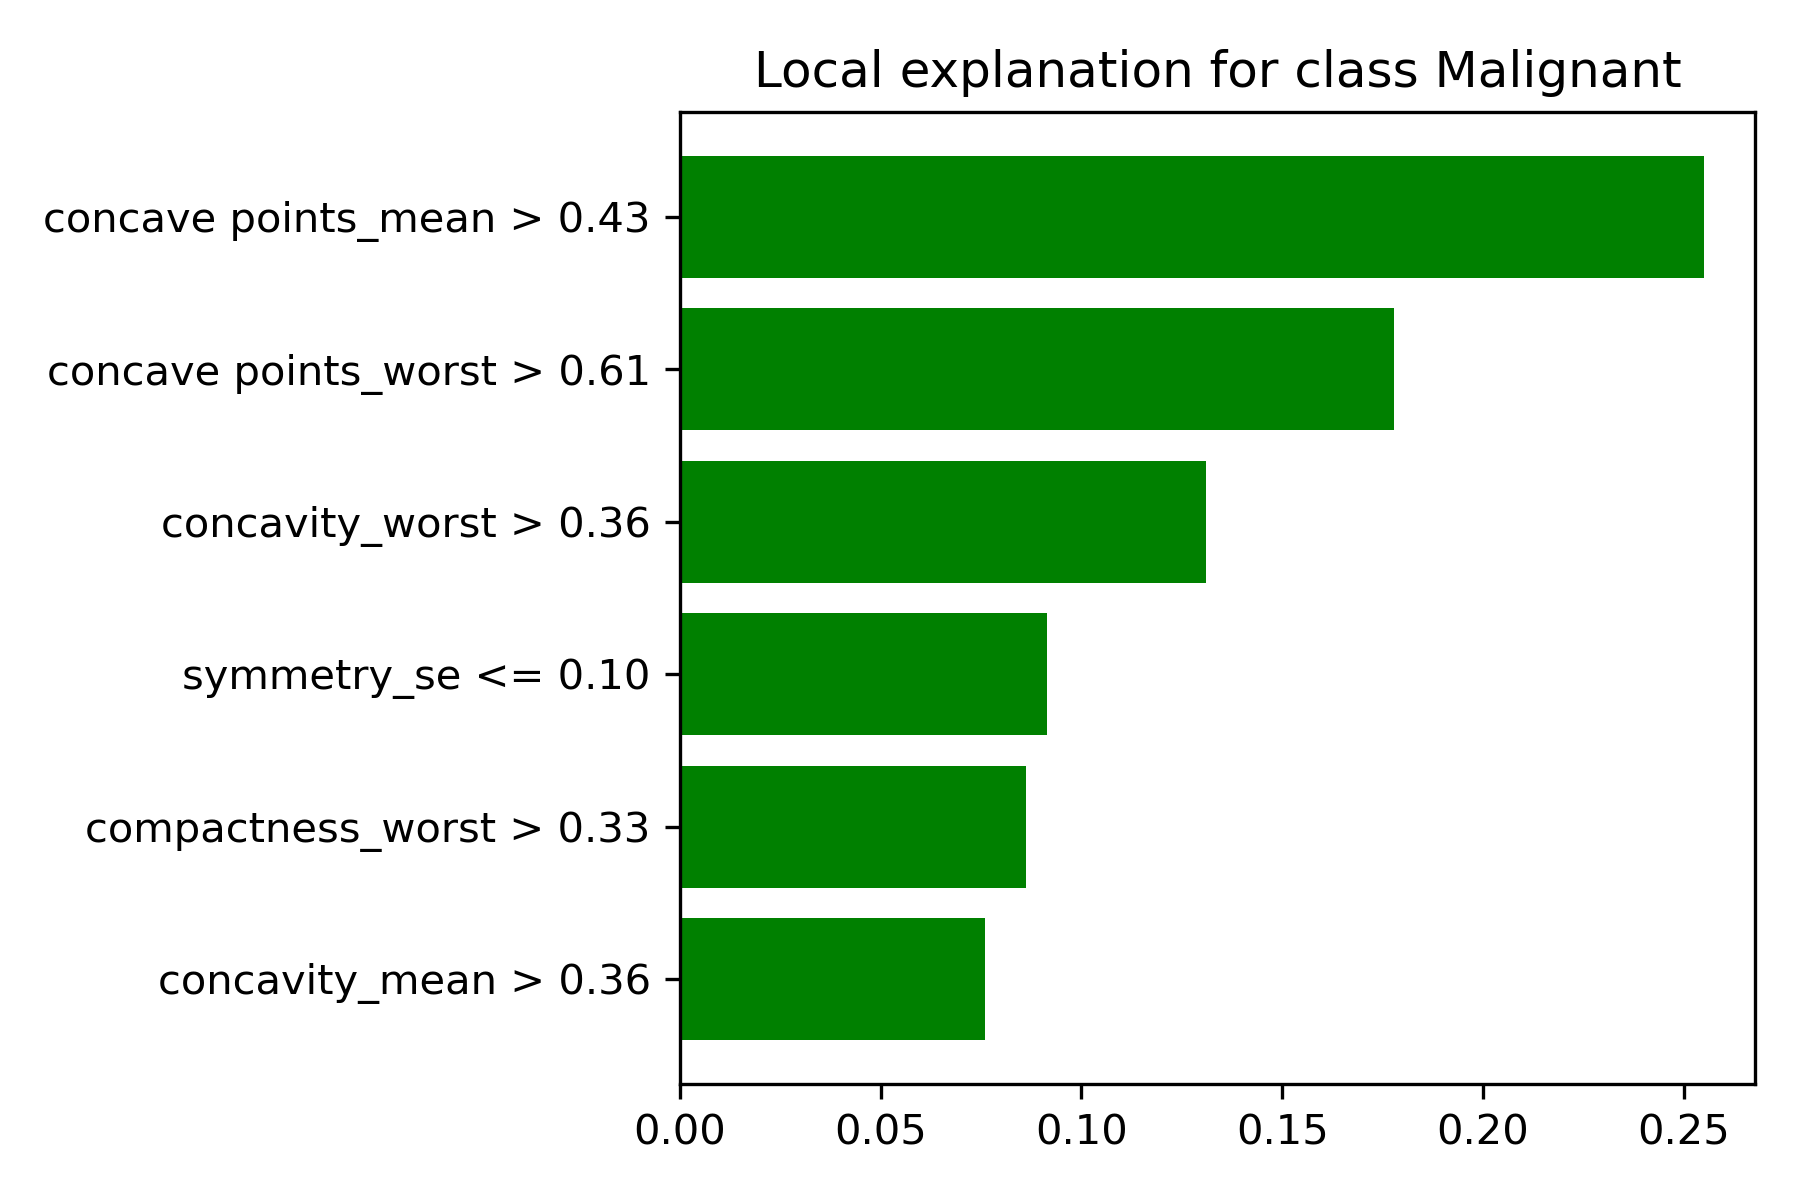 Local explanation for class Malignant
concave points_mean > 0.43
concave points_worst > 0.61
concavity_worst > 0.36
symmetry_se <= 0.10
compactness_worst > 0.33
concavity_mean > 0.36
0.00 0.05 0.10 0.15 0.20 0.25